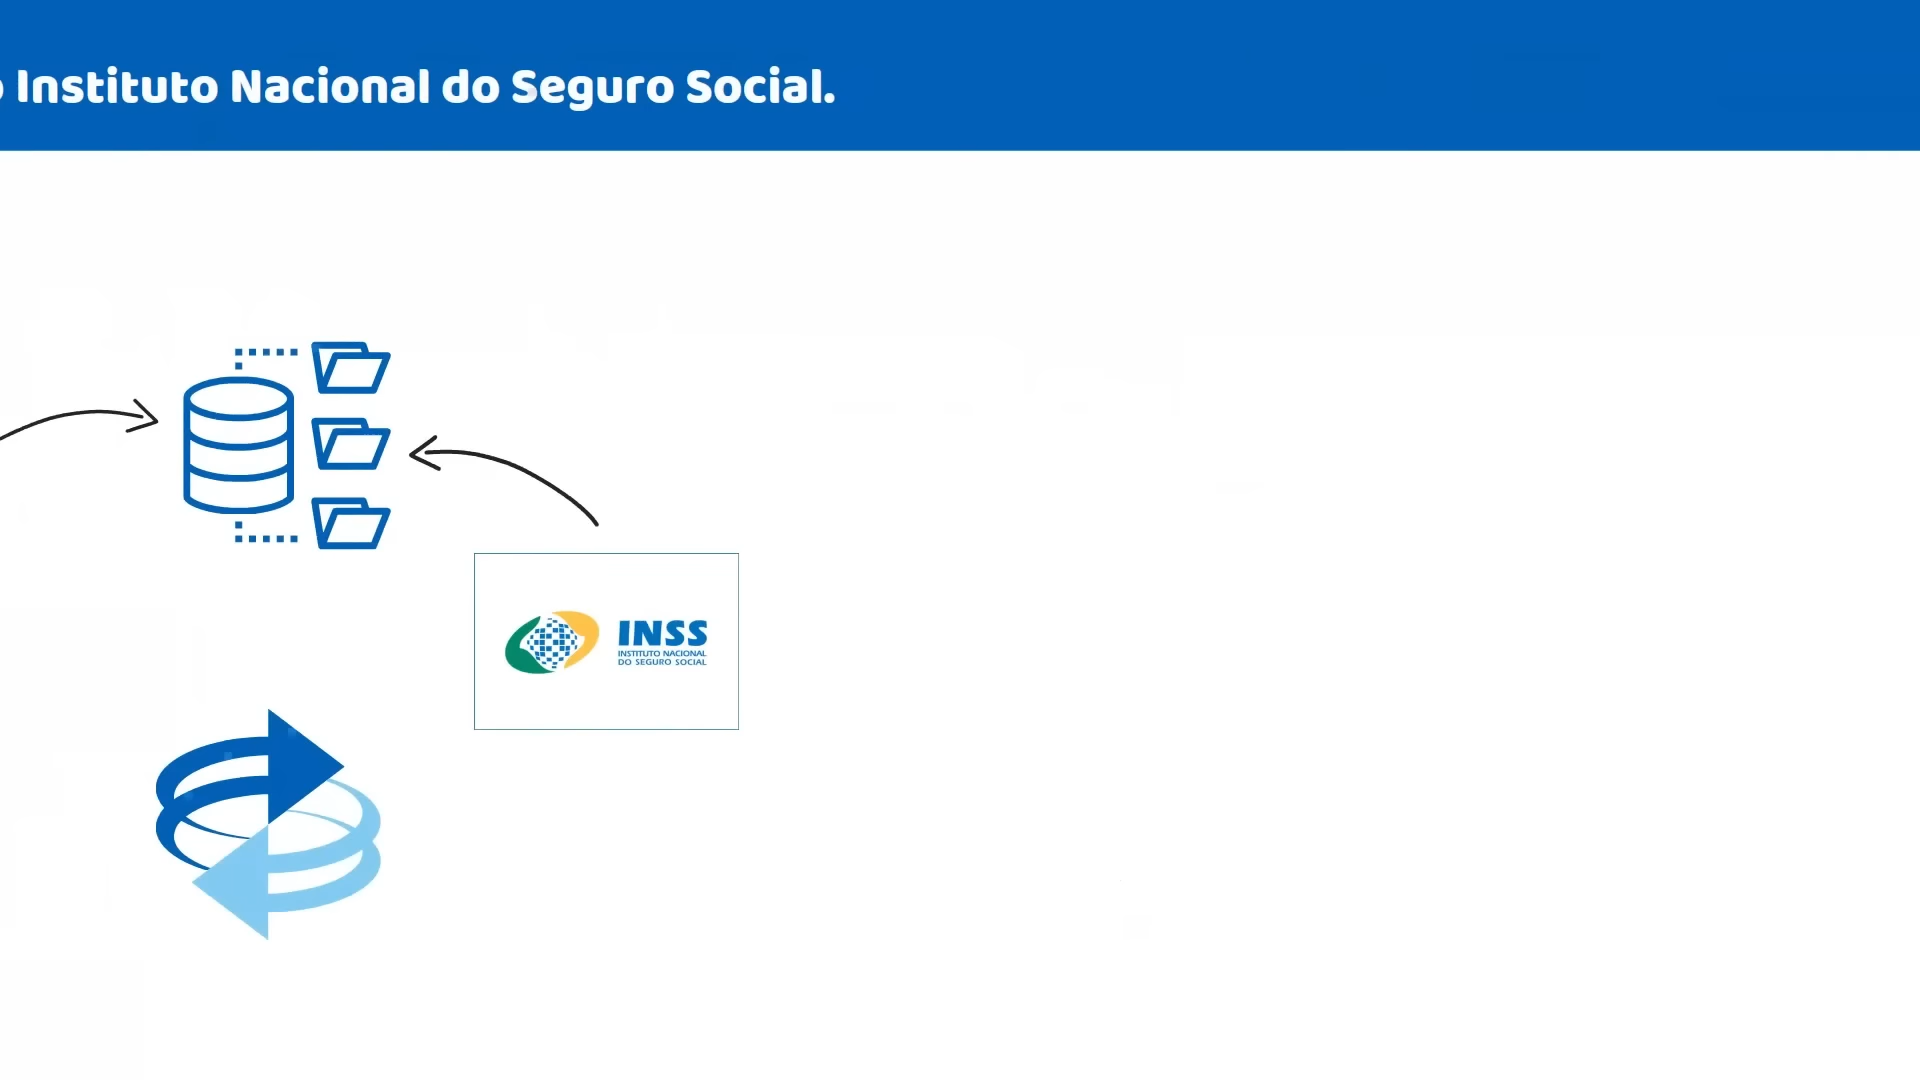 Instituto Nacional do Seguro Social.
INSS
INSTITUTO NACIONAL
DO SEGURO SOCIAL